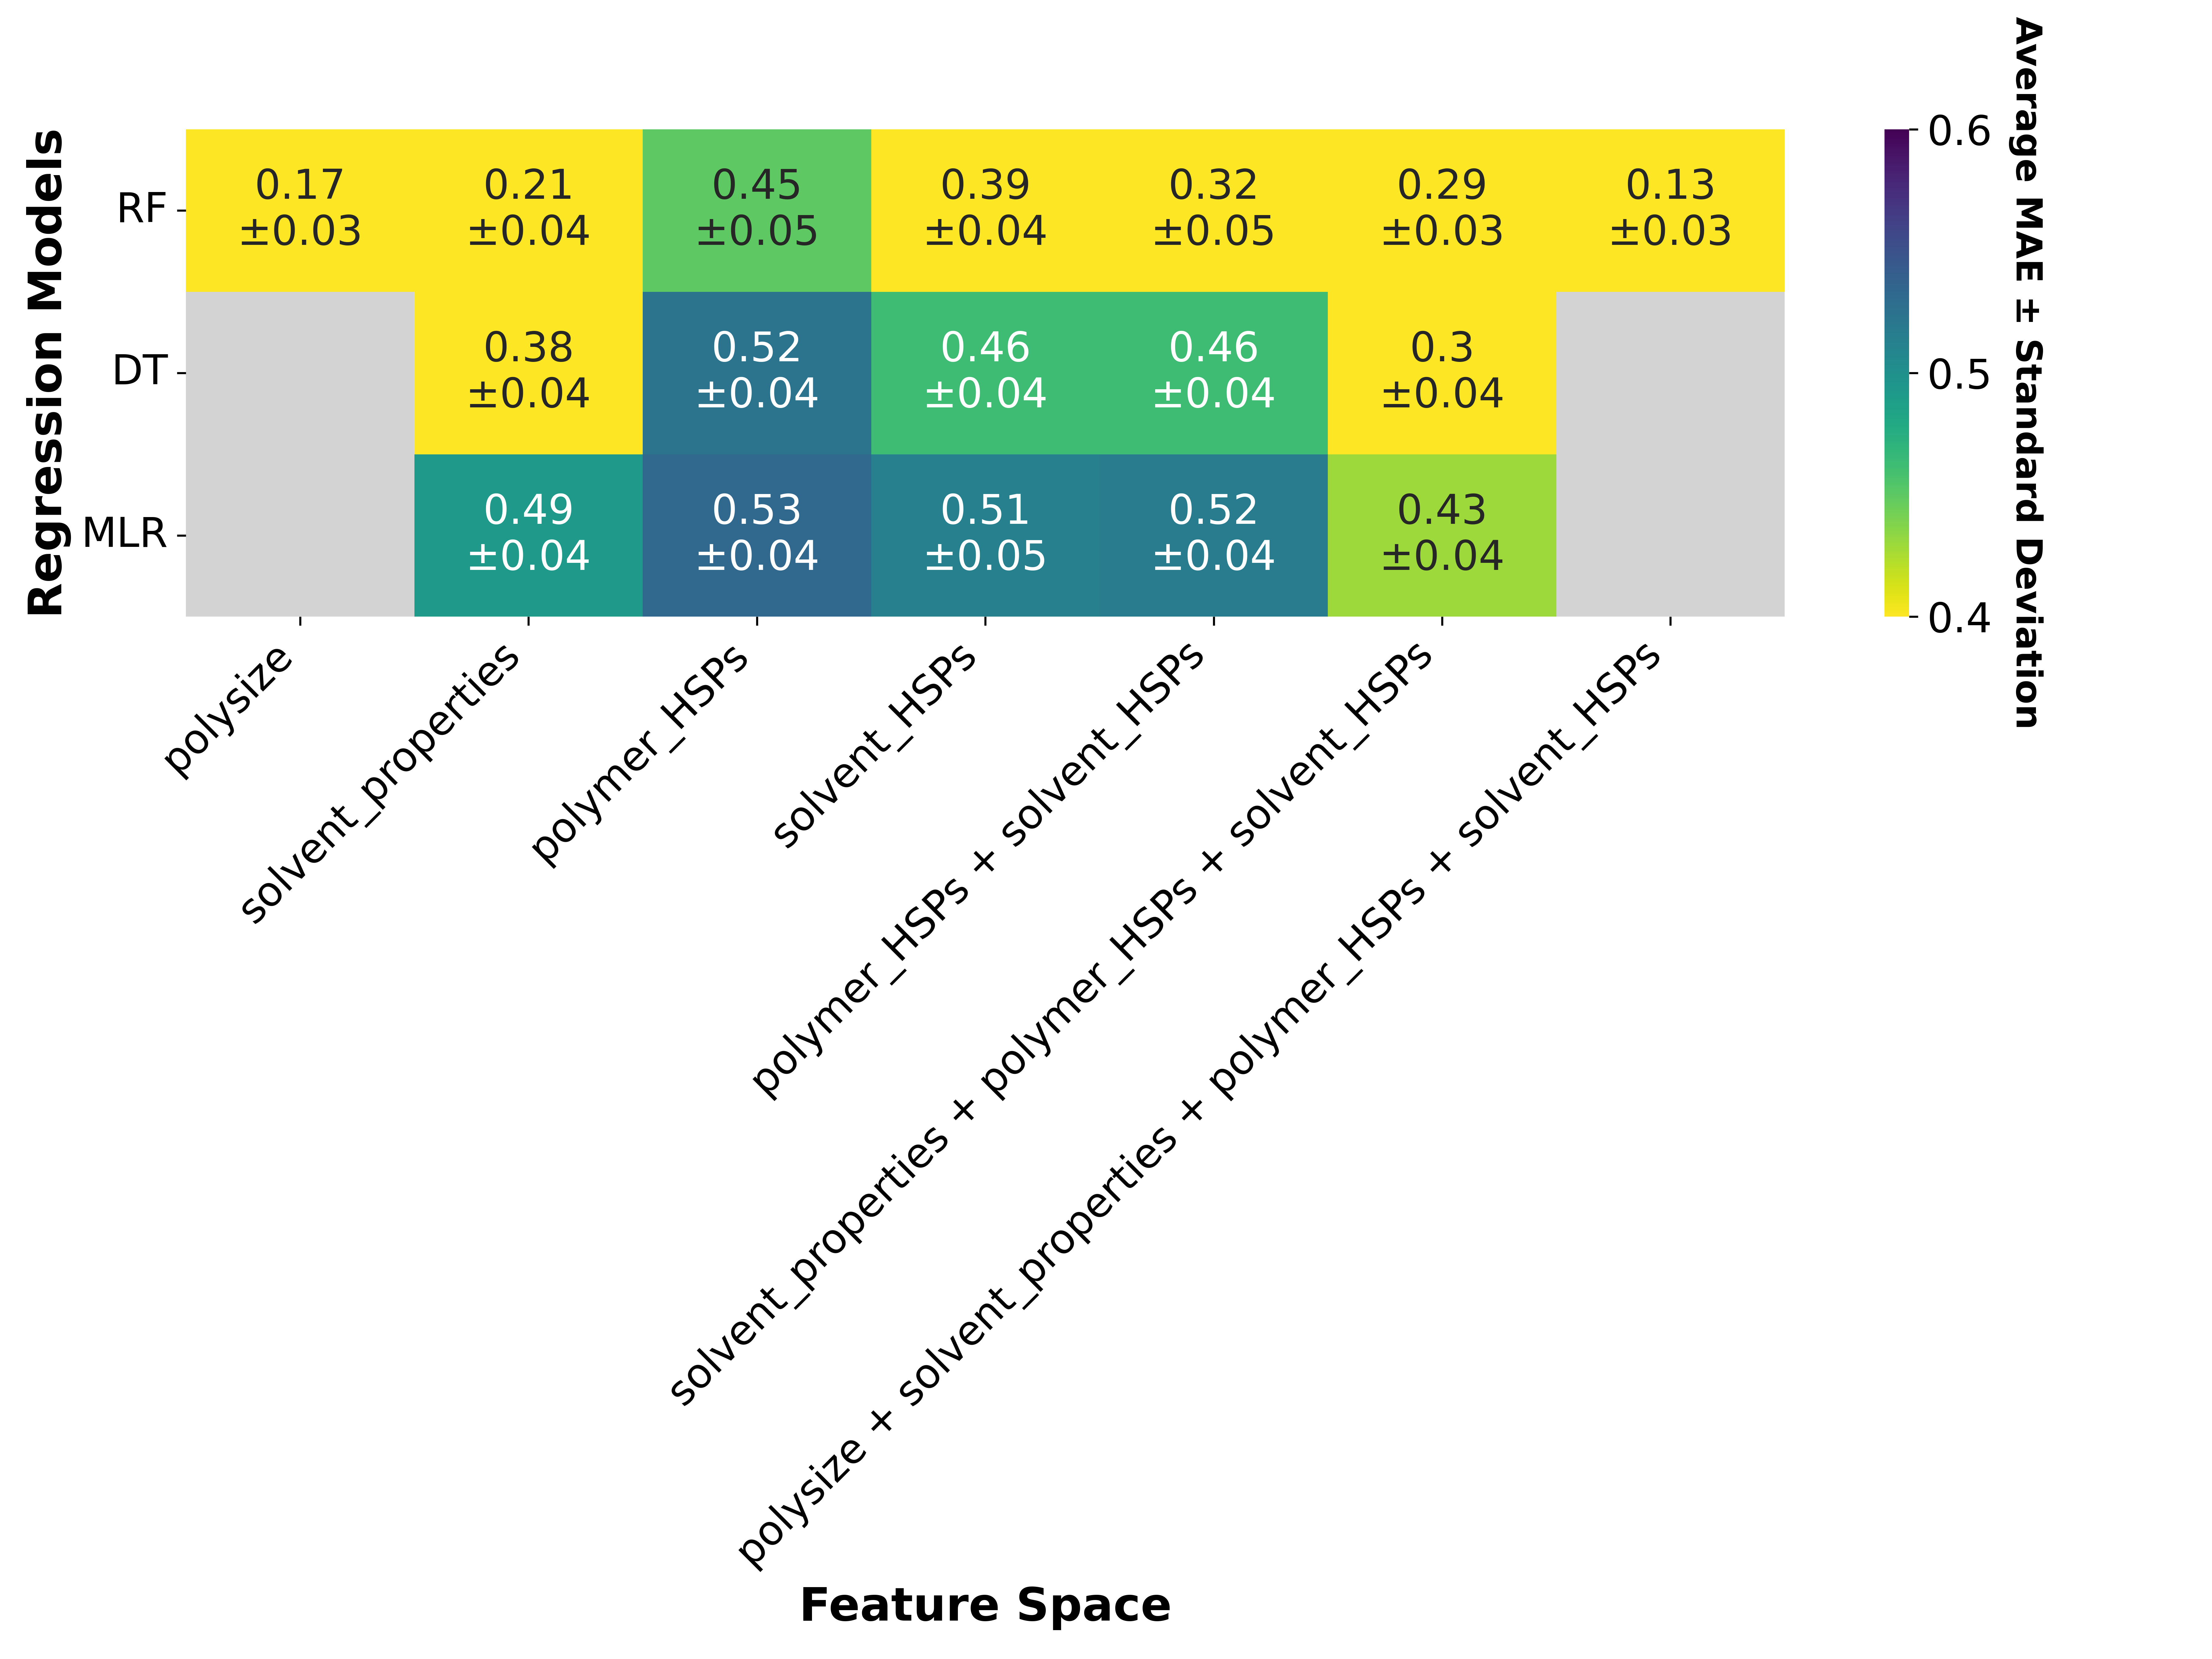 Regression Models
RF
DT
MLR
0.17
±0.03
0.21
±0.04
0.45
±0.05
0.39
±0.04
0.32
±0.05
0.29
±0.03
0.13
±0.03
0.38
±0.04
0.52
±0.04
0.46
±0.04
0.46
±0.04
0.3
±0.04
0.49
±0.04
0.53
±0.04
0.51
±0.05
0.52
±0.04
0.43
±0.04
polysize
solvent_properties
polymer_HSPs
solvent_HSPs
polymer_HSPs + solvent_HSPs
solvent_properties + polymer_HSPs + solvent_HSPs
polysize + solvent_properties + polymer_HSPs + solvent_HSPs
Feature Space
0.6
0.5
0.4
Average MAE ± Standard Deviation